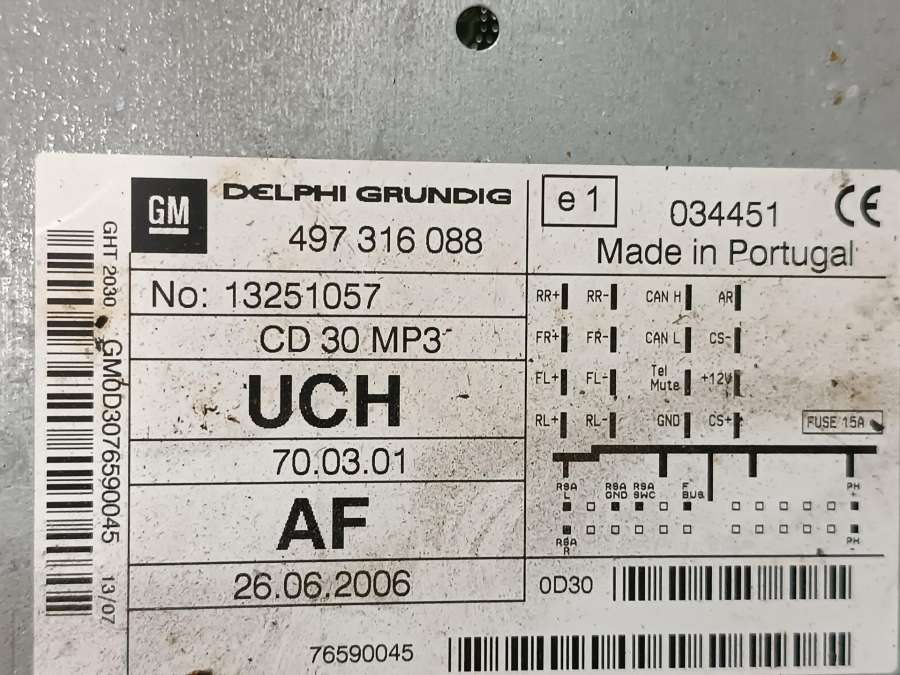 GM
DELPHI GRUNDIG
497 316 088
e 1
034451
CE
Made in Portugal
No: 13251057
CD 30 MP3
UCH
70.03.01
AF
26.06.2006
76590045
GHT 2030
GM0D3076590045
13/07
RR+ RR- CAN H AR
FR+ FR- CAN L CS-
FL+ FL- Tel Mute +12V
RL+ RL- GND CS+
FUSE 15A
RSA L RSA GND RSA SWC F BUS PH +
RSA R PH -
0D30